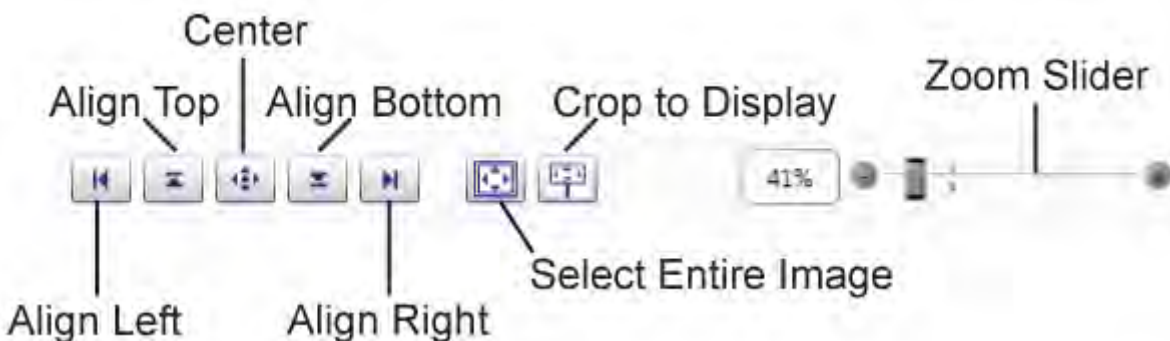 Center
Zoom Slider
Align Top
Align Bottom
Crop to Display
41%
Select Entire Image
Align Left
Align Right